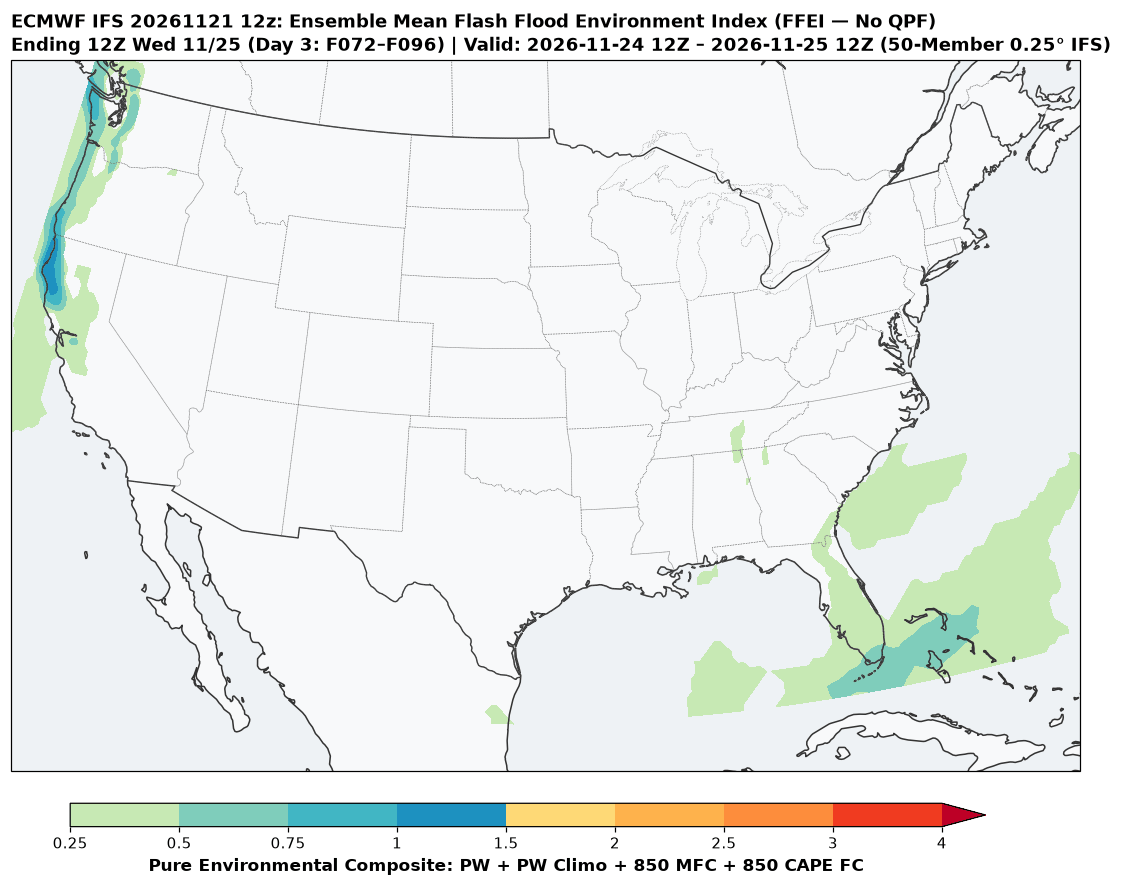 ECMWF IFS 20261121 12z: Ensemble Mean Flash Flood Environment Index (FFEI — No QPF)
Ending 12Z Wed 11/25 (Day 3: F072–F096) | Valid: 2026-11-24 12Z – 2026-11-25 12Z (50-Member 0.25° IFS)
0.25 0.5 0.75 1 1.5 2 2.5 3 4
Pure Environmental Composite: PW + PW Climo + 850 MFC + 850 CAPE FC